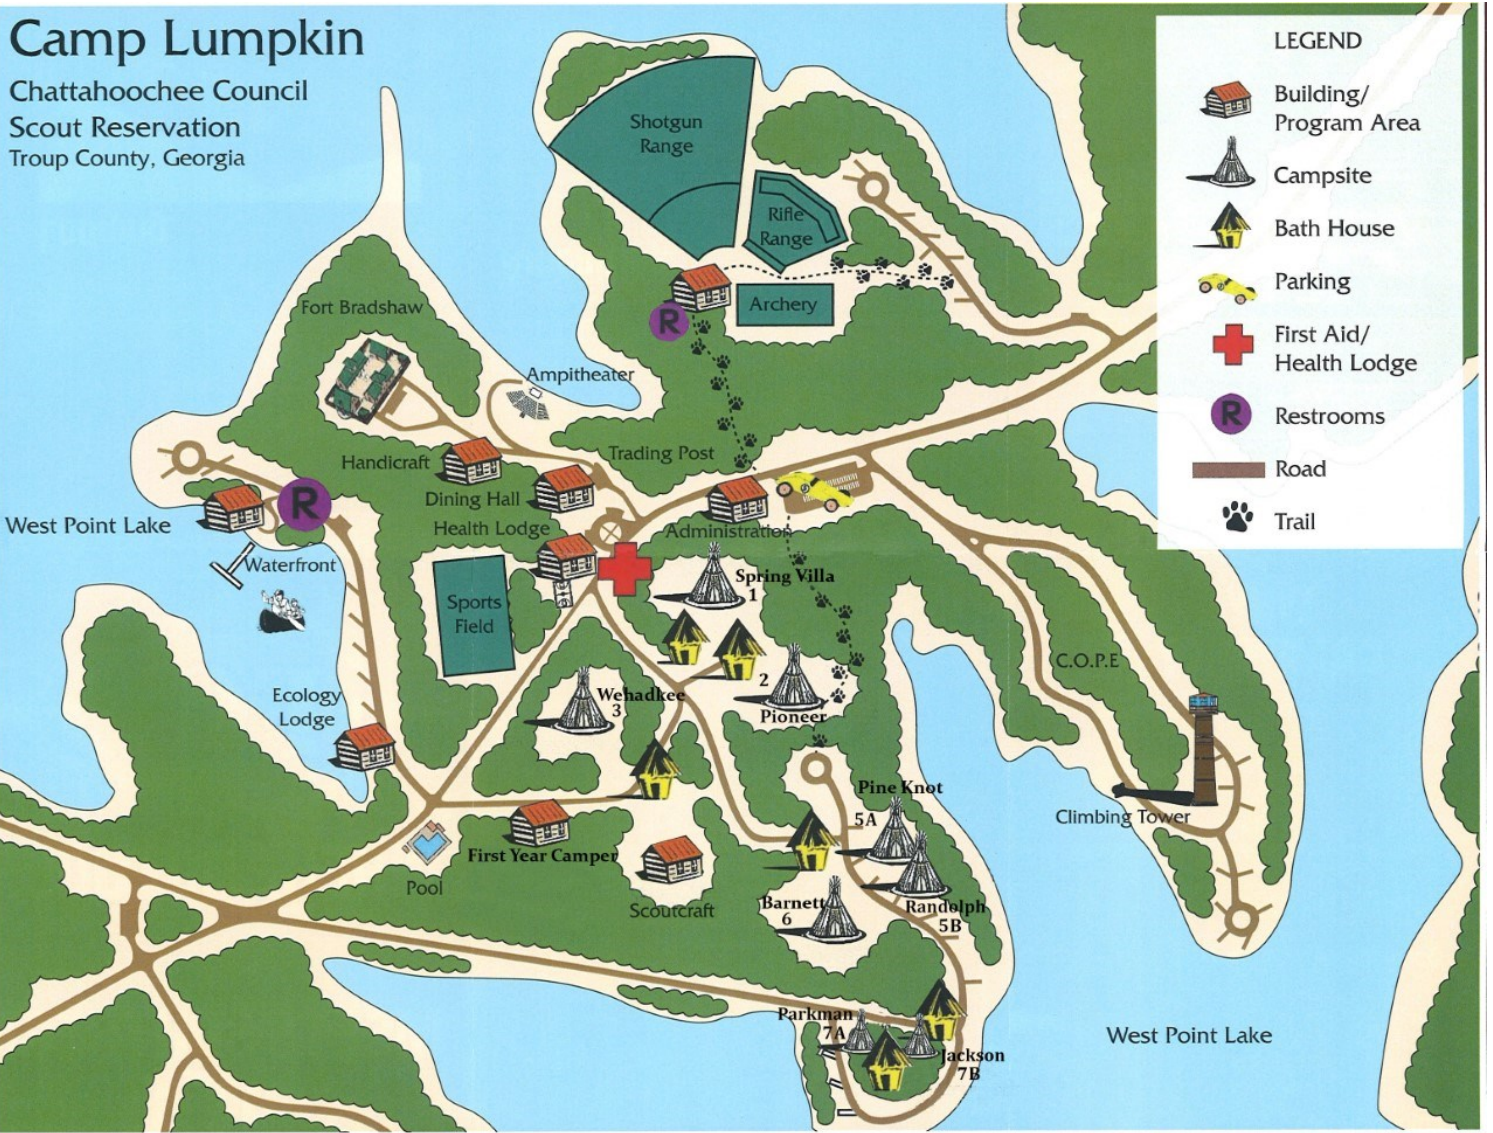 Camp Lumpkin
Chattahoochee Council
Scout Reservation
Troup County, Georgia
LEGEND
Building/
Program Area
Campsite
Bath House
Parking
First Aid/
Health Lodge
R
Restrooms
Road
Trail
Shotgun
Range
Rifle
Range
Archery
R
Fort Bradshaw
Ampitheater
Trading Post
Handicraft
Dining Hall
Health Lodge
Administration
R
West Point Lake
Waterfront
Sports
Field
Spring Villa
1
2
Pioneer
Wehadkee
3
C.O.P.E
Ecology
Lodge
Pine Knot
5A
Climbing Tower
First Year Camper
Pool
Scoutcraft
Barnett
6
Randolph
5B
Parkman
7A
Jackson
7B
West Point Lake